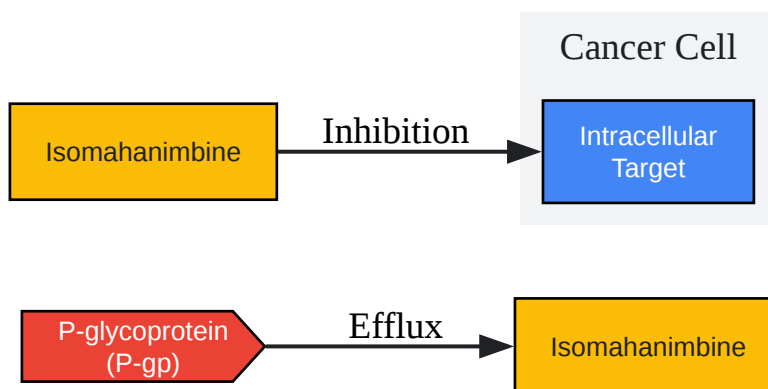 Cancer Cell
Isomahanimbine
Inhibition
Intracellular
Target
P-glycoprotein
(P-gp)
Efflux
Isomahanimbine